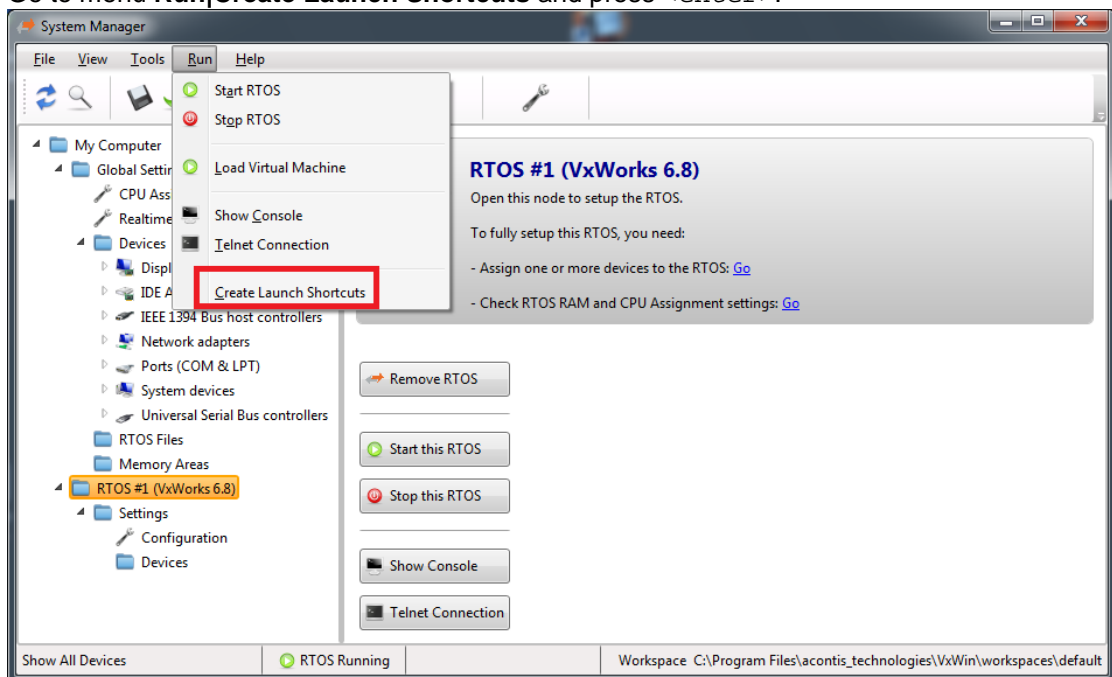 Go to menu Run|Create Launch Shortcuts and press <Enter>.
System Manager
File View Tools Run Help
Start RTOS
Stop RTOS
Load Virtual Machine
Show Console
Telnet Connection
Create Launch Shortcuts
My Computer
Global Settin
CPU Ass
Realtime
Devices
Displ
IDE A
IEEE 1394 Bus host controllers
Network adapters
Ports (COM & LPT)
System devices
Universal Serial Bus controllers
RTOS Files
Memory Areas
RTOS #1 (VxWorks 6.8)
Settings
Configuration
Devices
RTOS #1 (VxWorks 6.8)
Open this node to setup the RTOS.
To fully setup this RTOS, you need:
- Assign one or more devices to the RTOS: Go
- Check RTOS RAM and CPU Assignment settings: Go
Remove RTOS
Start this RTOS
Stop this RTOS
Show Console
Telnet Connection
Show All Devices
RTOS Running
Workspace C:\Program Files\acontis_technologies\VxWin\workspaces\default